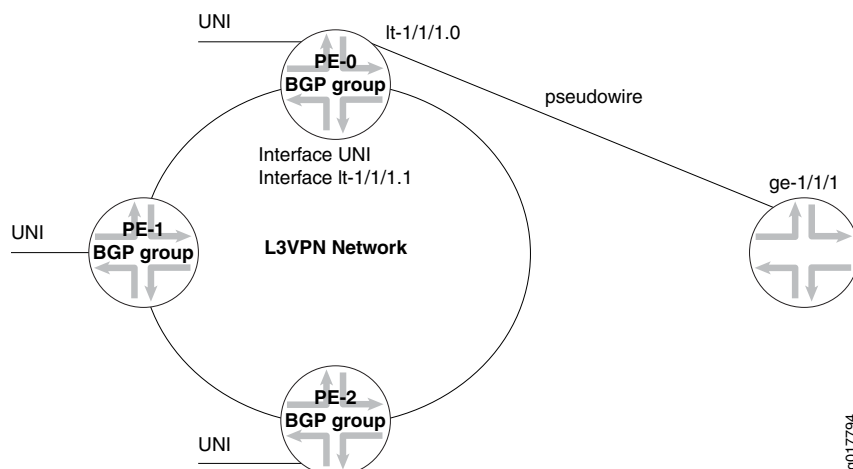 UNI
lt-1/1/1.0
PE-0
BGP group
pseudowire
Interface UNI
Interface lt-1/1/1.1
ge-1/1/1
UNI
PE-1
BGP group
L3VPN Network
PE-2
BGP group
UNI
g017794